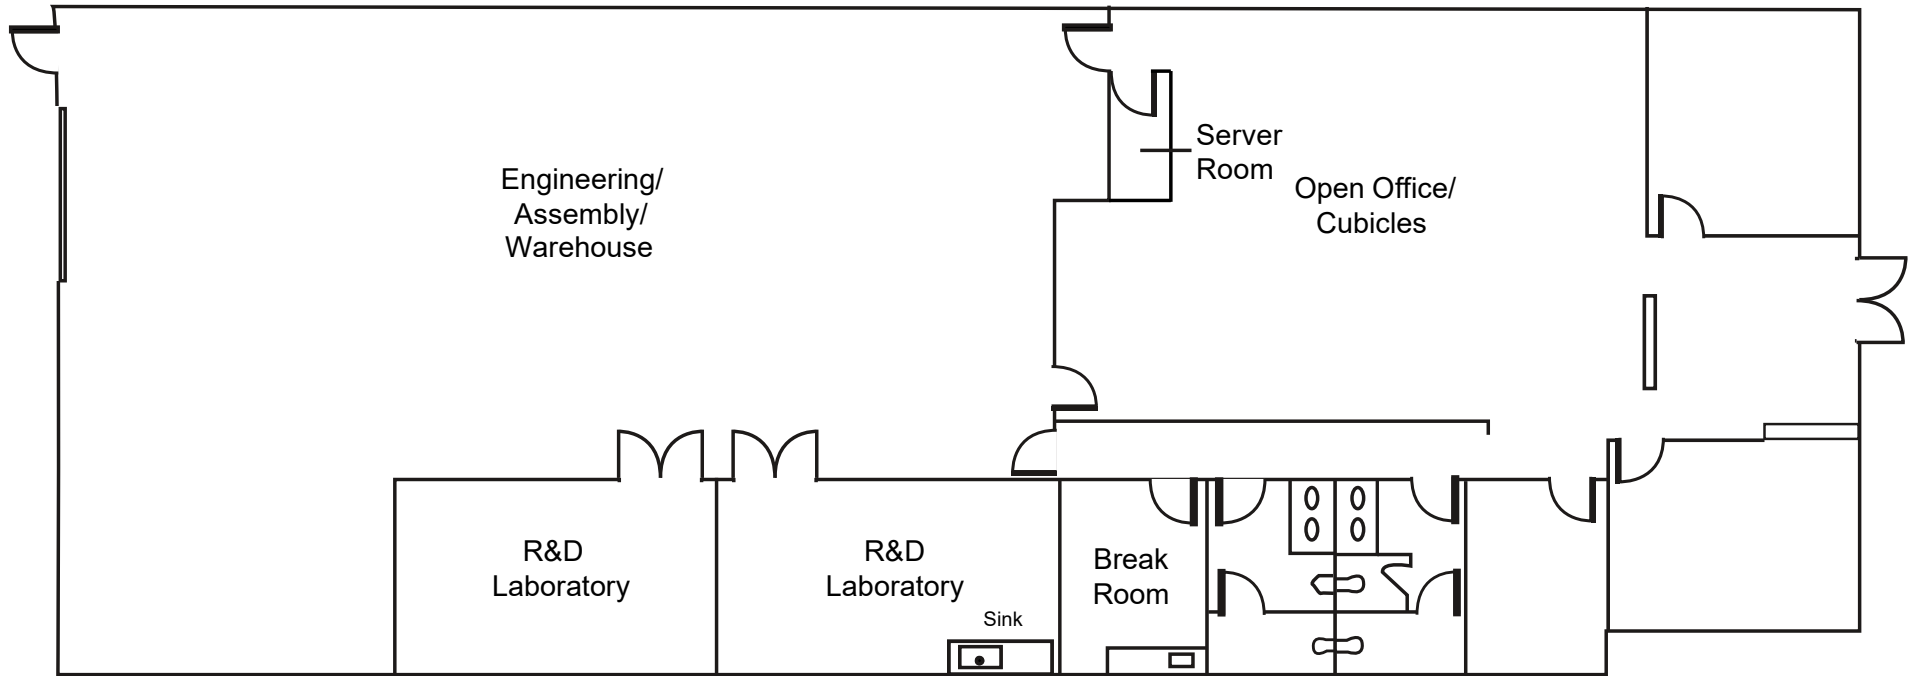 Engineering/
Assembly/
Warehouse
Server
Room
Open Office/
Cubicles
R&D
Laboratory
R&D
Laboratory
Sink
Break
Room